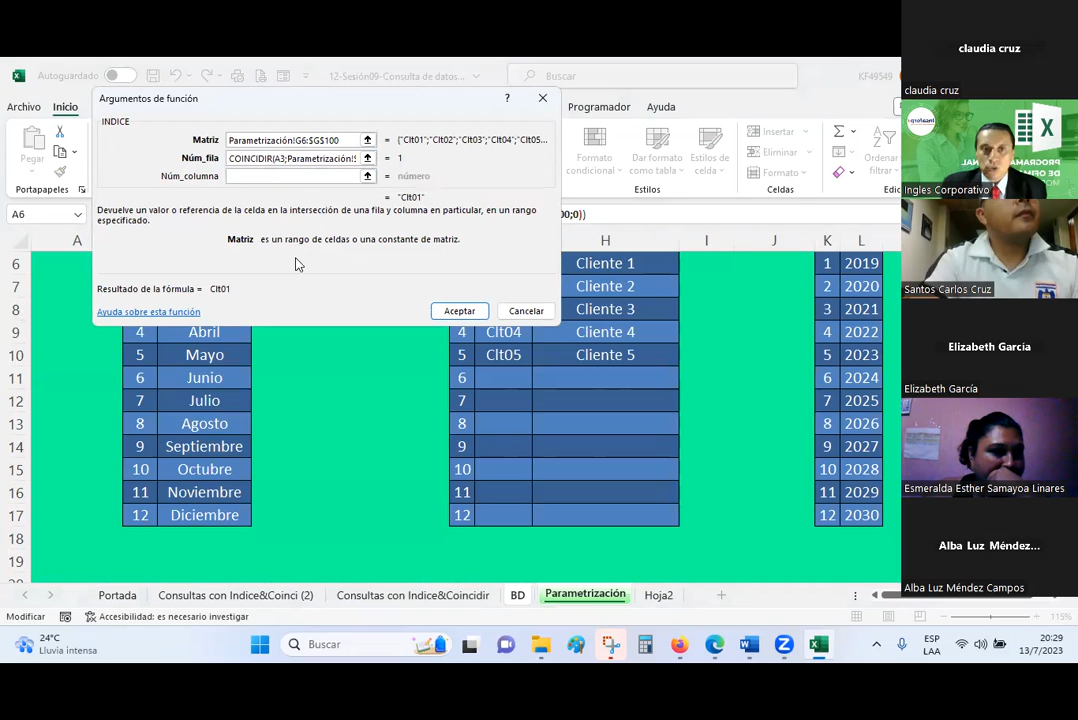 Autoguardado
12-Sesión09-Consulta de datos...
Buscar
KF49549
Archivo Inicio Programador Ayuda
Argumentos de función
?
INDICE
Matriz Parametrización!G6:$G$100 = {"Clt01";"Clt02";"Clt03";"Clt04";"Clt05...
Núm_fila COINCIDIR(A3;Parametrización!$ = 1
Núm_columna = número
= "Clt01"
Devuelve un valor o referencia de la celda en la intersección de una fila y columna en particular, en un rango
especificado.
Matriz es un rango de celdas o una constante de matriz.
Resultado de la fórmula = Clt01
Ayuda sobre esta función
Aceptar Cancelar
Pegar
Portapapeles
Formato
condicional
Dar formato
como tabla
Estilos de
celda
Estilos
Insertar
Eliminar
Formato
Celdas
Ordenar
filtrar
A6
00;0))
A H I J K L
6 Cliente 1 1 2019
7 Cliente 2 2 2020
8 Cliente 3 3 2021
9 4 Abril 4 Clt04 Cliente 4 4 2022
10 5 Mayo 5 Clt05 Cliente 5 5 2023
11 6 Junio 6 6 2024
12 7 Julio 7 7 2025
13 8 Agosto 8 8 2026
14 9 Septiembre 9 9 2027
15 10 Octubre 10 10 2028
16 11 Noviembre 11 11 2029
17 12 Diciembre 12 12 2030
18
19
Portada Consultas con Indice&Coinci (2) Consultas con Indice&Coincidir BD Parametrización Hoja2
Modificar Accesibilidad: es necesario investigar 115%
24°C
Lluvia intensa
Buscar
ESP
LAA
20:29
13/7/2023
claudia cruz
claudia cruz
Ingles Corporativo
Santos Carlos Cruz
Elizabeth García
Elizabeth García
Esmeralda Esther Samayoa Linares
Alba Luz Méndez...
Alba Luz Méndez Campos